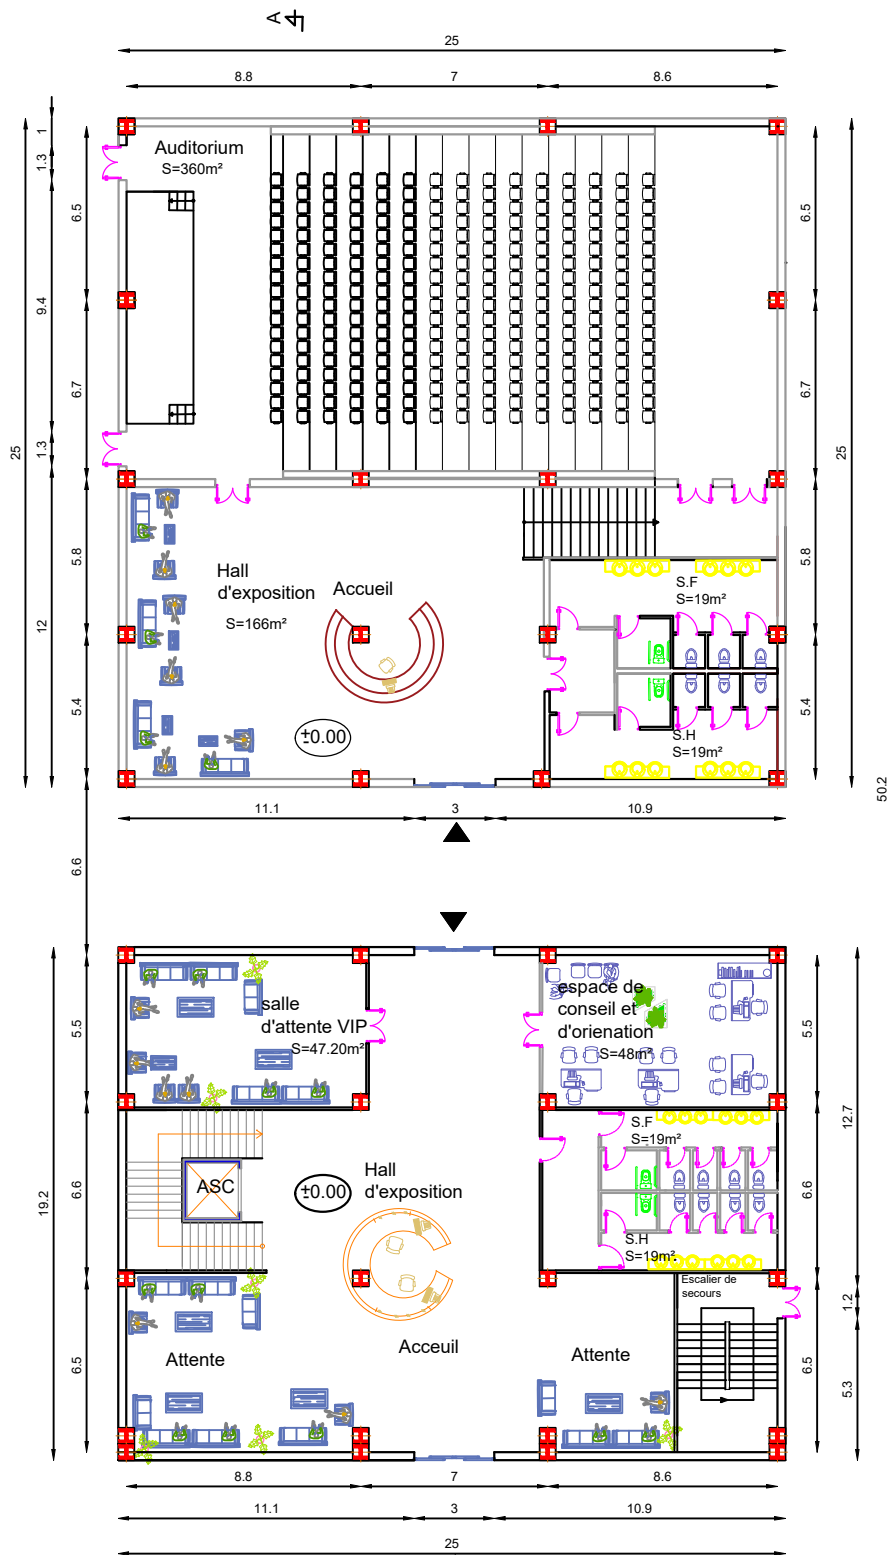 A
25
8.8
7
8.6
1
1.3
9.4
1.3
12
25
6.5
6.7
5.8
5.4
6.5
6.7
5.8
5.4
25
Auditorium
S=360m²
Hall
d'exposition
S=166m²
Accueil
S.F
S=19m²
S.H
S=19m²
±0.00
11.1
3
10.9
6.6
50.2
salle
d'attente VIP
S=47.20m²
espace de
conseil et
d'orienation
S=48m²
S.F
S=19m²
ASC
±0.00
Hall
d'exposition
S.H
S=19m².
Escalier de
secours
Acceuil
Attente
Attente
19.2
5.5
6.6
6.5
5.5
6.6
6.5
12.7
1.2
5.3
8.8
7
8.6
11.1
3
10.9
25